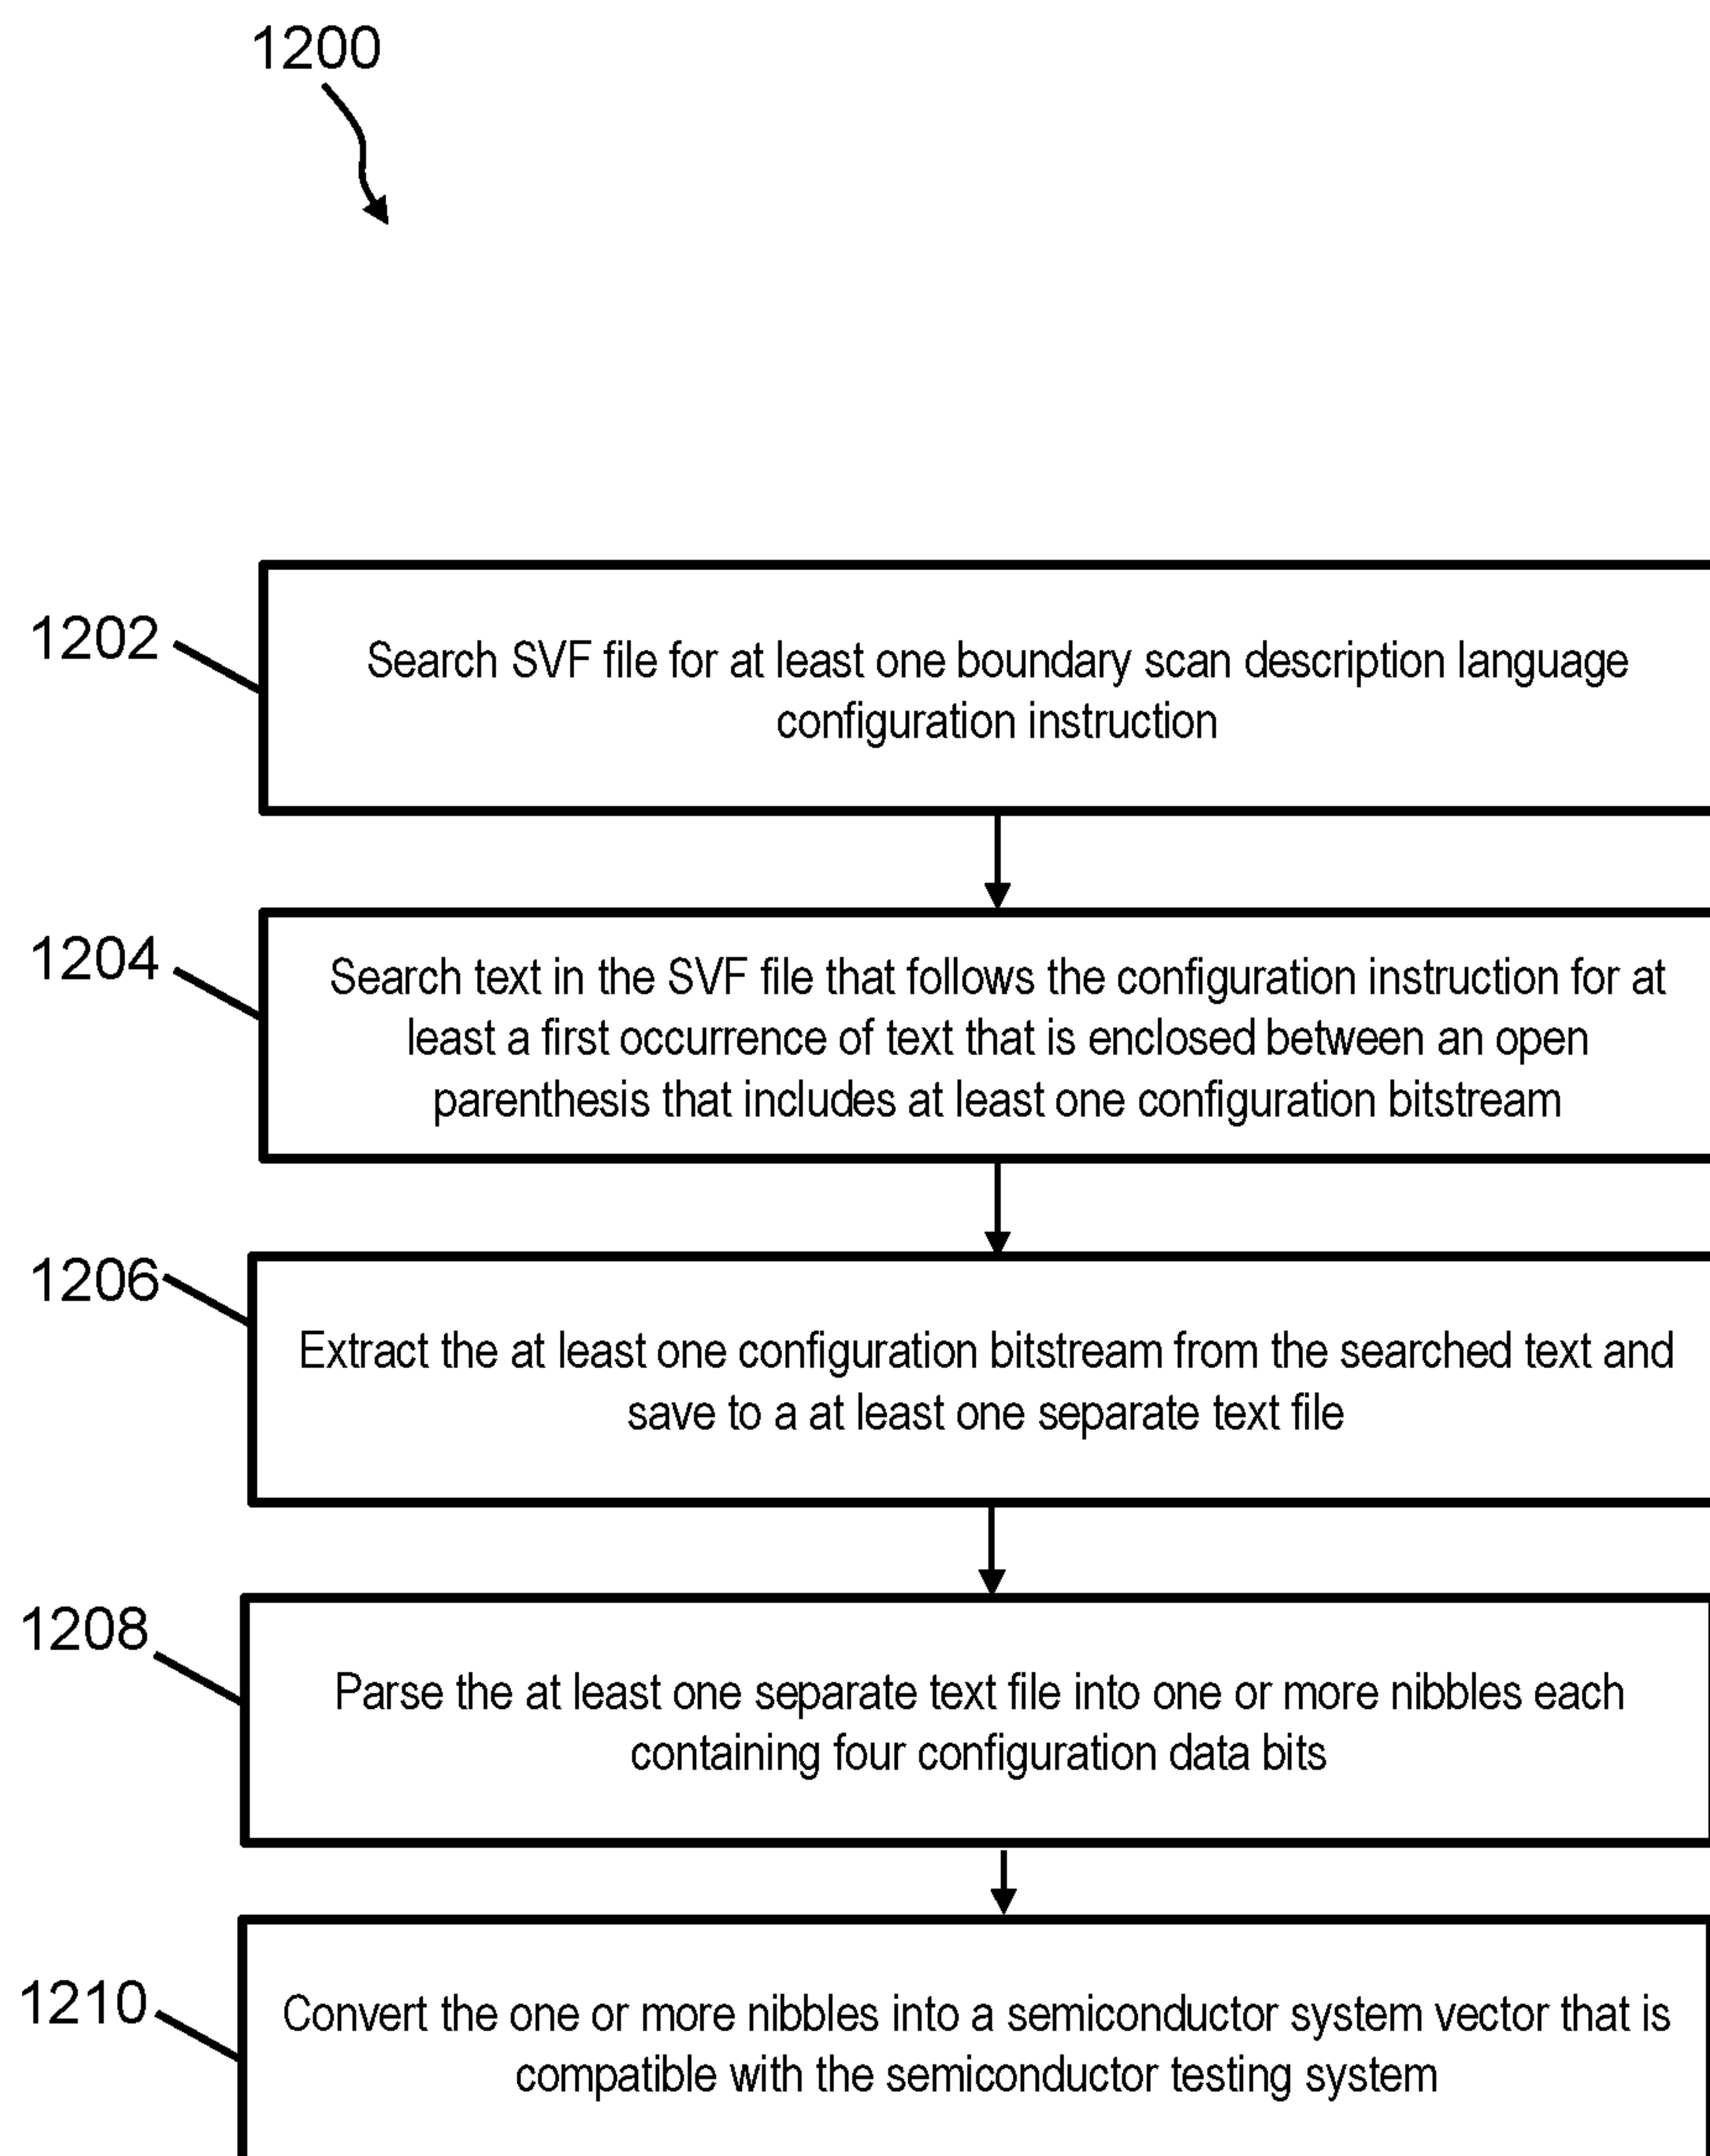 1200
1202
Search SVF file for at least one boundary scan description language
configuration instruction
1204
Search text in the SVF file that follows the configuration instruction for at
least a first occurrence of text that is enclosed between an open
parenthesis that includes at least one configuration bitstream
1206
Extract the at least one configuration bitstream from the searched text and
save to a at least one separate text file
1208
Parse the at least one separate text file into one or more nibbles each
containing four configuration data bits
1210
Convert the one or more nibbles into a semiconductor system vector that is
compatible with the semiconductor testing system